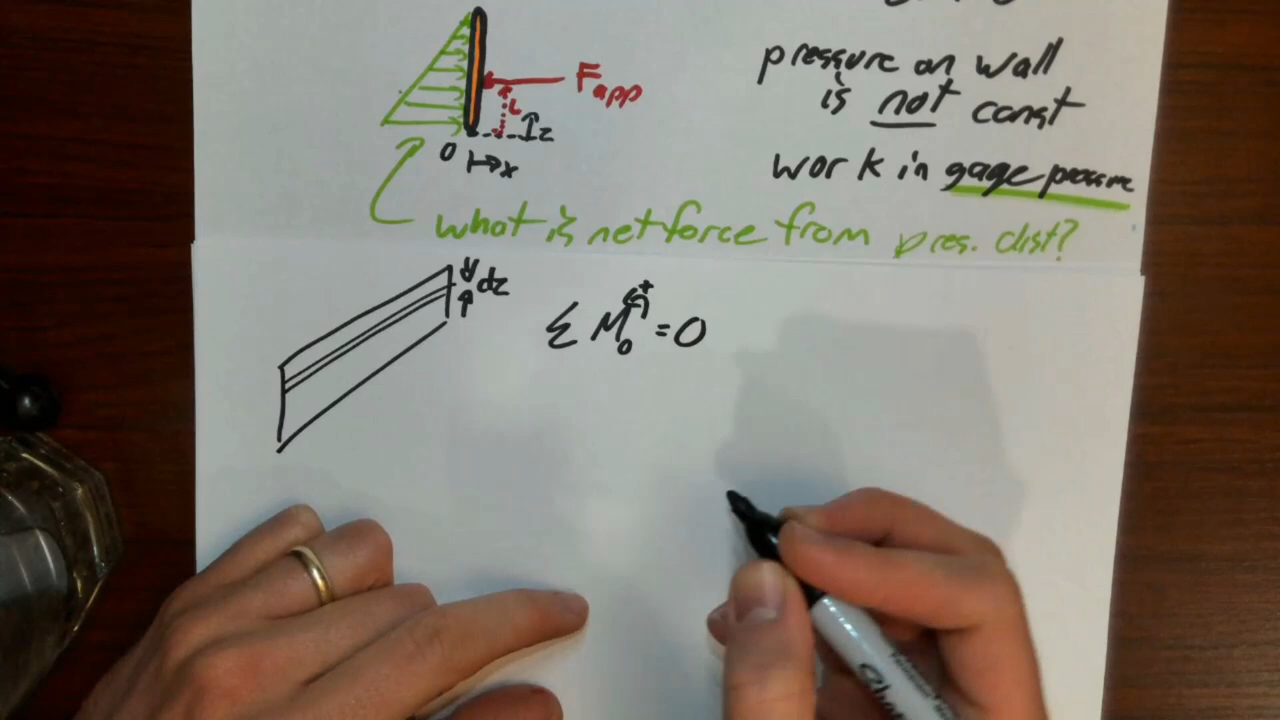 pressure on wall
is not const
F app
L
z
0
x
work in gage pressure
what is net force from pres. dist?
dz
Σ M₀ ↶⁺ = 0